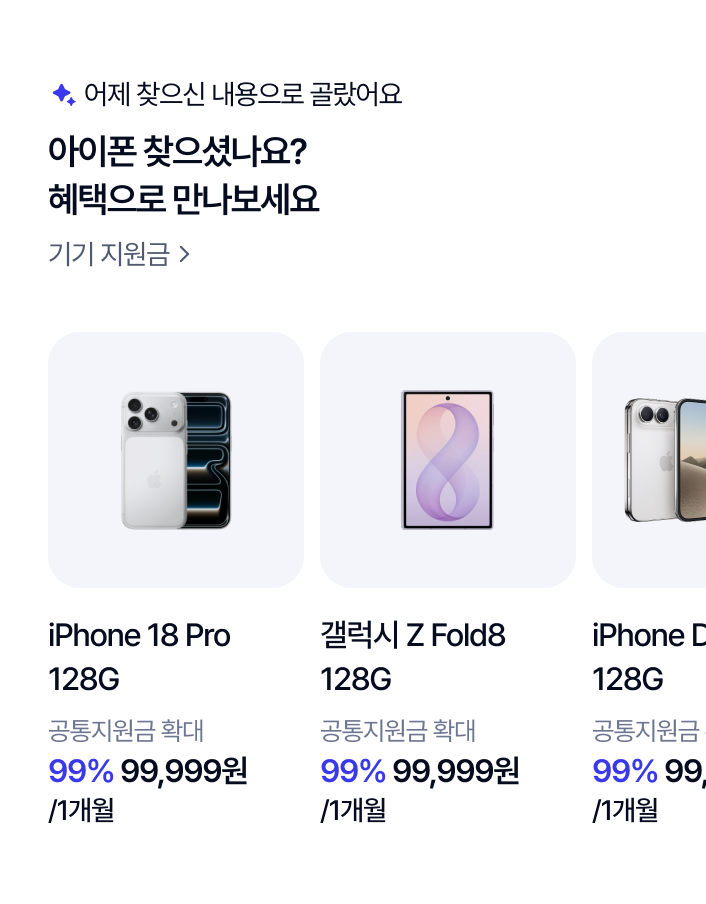 어제 찾으신 내용으로 골랐어요
아이폰 찾으셨나요?
혜택으로 만나보세요
기기 지원금
iPhone 18 Pro
128G
공통지원금 확대
99% 99,999원
/1개월
갤럭시 Z Fold8
128G
공통지원금 확대
99% 99,999원
/1개월
iPhone D
128G
공통지원금
99% 99,
/1개월